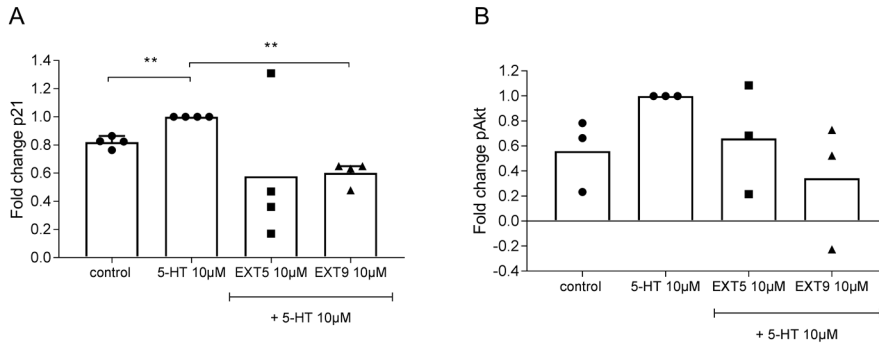 A
Fold change p21
1.4
1.2
1.0
0.8
0.6
0.4
0.2
0.0
**
**
control
5-HT 10µM
EXT5 10µM
EXT9 10µM
+ 5-HT 10µM
B
Fold change pAkt
1.2
1.0
0.8
0.6
0.4
0.2
0.0
-0.2
-0.4
control
5-HT 10µM
EXT5 10µM
EXT9 10µM
+ 5-HT 10µM